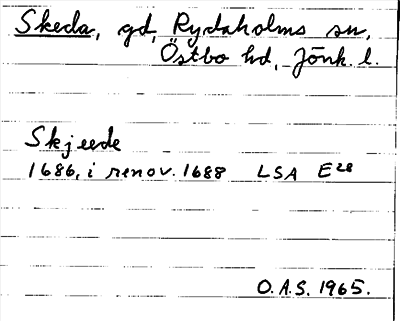 Skeda, gd, Rydaholms sn,
Östbo hd, Jönk. l.
Skjeede
1686, i renov. 1688 LSA E28
O.A.S. 1965.